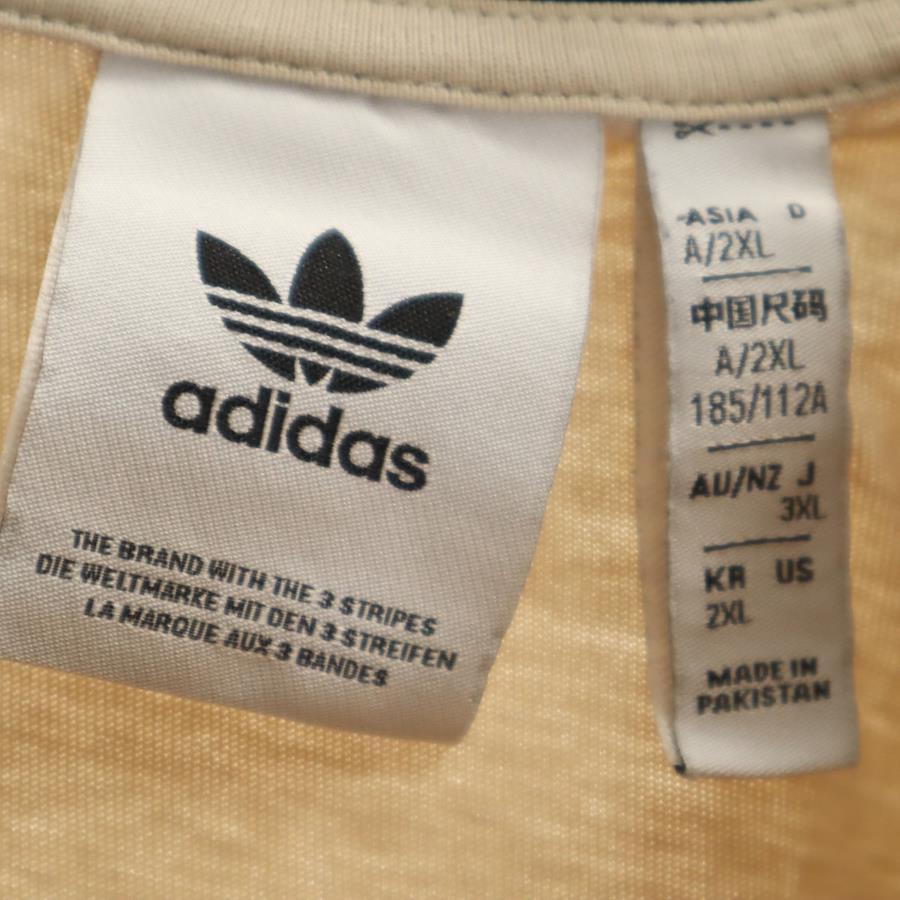 adidas
THE BRAND WITH THE 3 STRIPES
DIE WELTMARKE MIT DEN 3 STREIFEN
LA MARQUE AUX 3 BANDES
ASIA D
A/2XL
中国尺码
A/2XL
185/112A
AU/NZ J
3XL
KR US
2XL
MADE IN
PAKISTAN